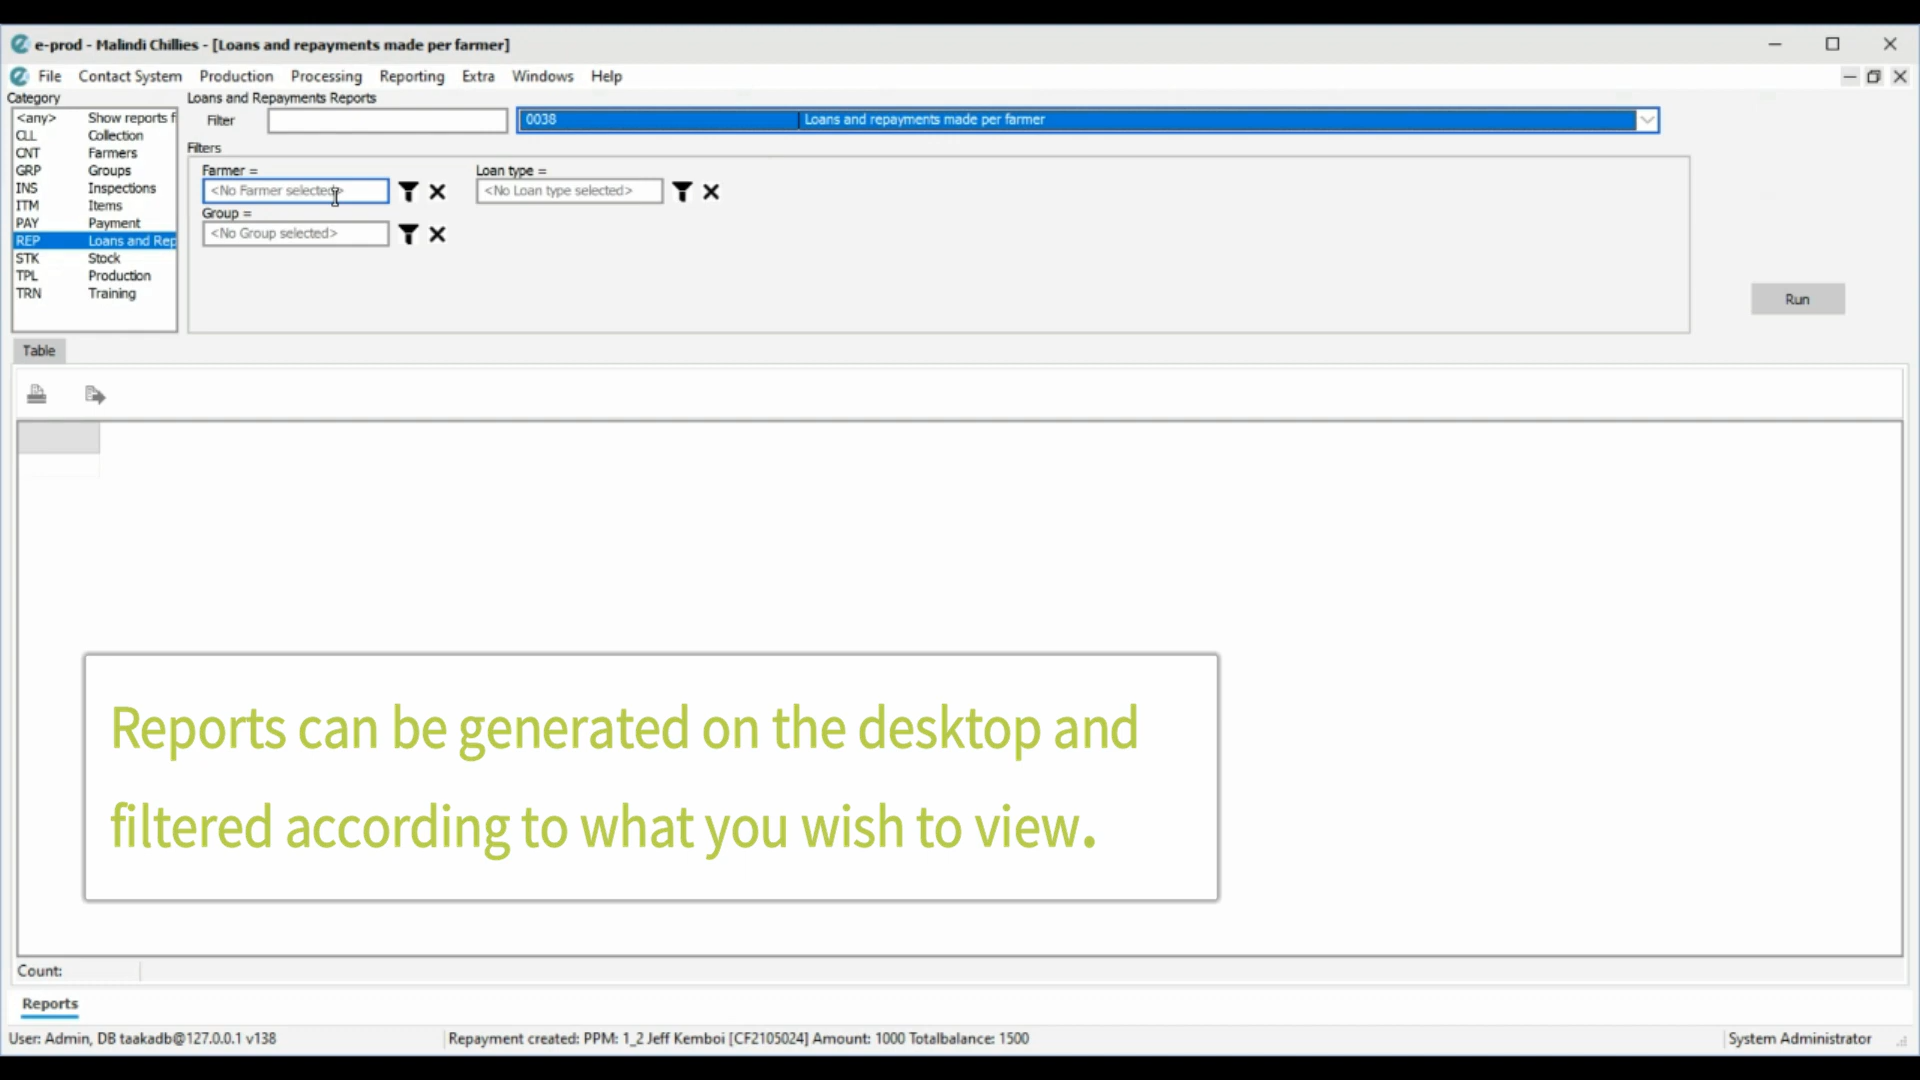 e-prod - Malindi Chillies - [Loans and repayments made per farmer]
File Contact System Production Processing Reporting Extra Windows Help
Category
<any> Show reports f
CLL Collection
CNT Farmers
GRP Groups
INS Inspections
ITM Items
PAY Payment
REP Loans and Rep
STK Stock
TPL Production
TRN Training
Loans and Repayments Reports
Filter
0038 Loans and repayments made per farmer
Filters
Farmer =
<No Farmer selected>
Loan type =
<No Loan type selected>
Group =
<No Group selected>
Run
Table
Reports can be generated on the desktop and
filtered according to what you wish to view.
Count:
Reports
User: Admin, DB taakadb@127.0.0.1 v138
Repayment created: PPM: 1_2 Jeff Kemboi [CF2105024] Amount: 1000 Totalbalance: 1500
System Administrator